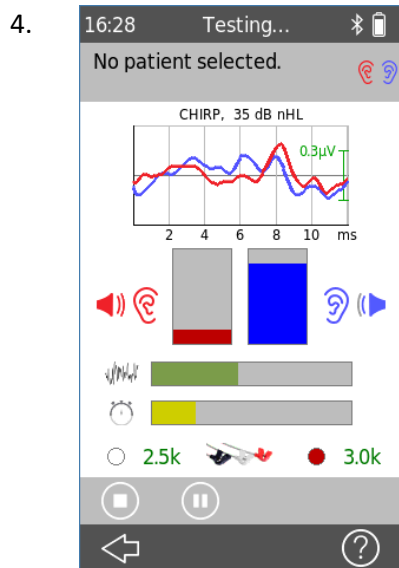 4.
16:28 Testing...
No patient selected.
CHIRP, 35 dB nHL
0.3µV
2 4 6 8 10 ms
2.5k 3.0k
?